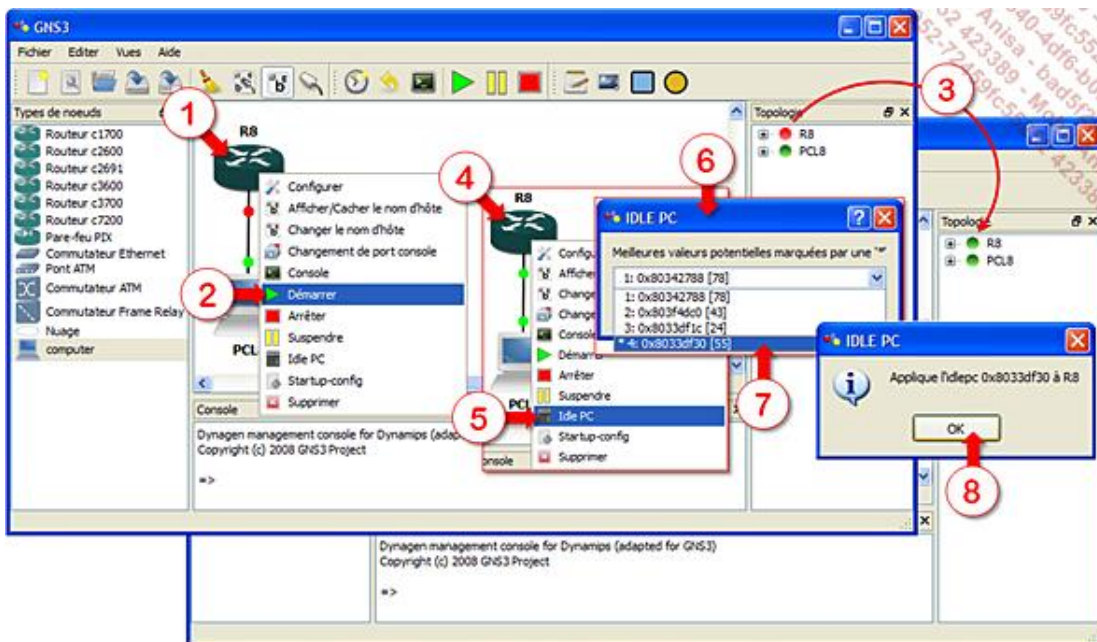 GNS3
Fichier Editer Vues Aide
Types de noeuds
Routeur c1700
Routeur c2600
Routeur c2691
Routeur c3600
Routeur c3700
Routeur c7200
Pare-feu PIX
Commutateur Ethernet
Pont ATM
Commutateur ATM
Commutateur Frame Relay
Nuage
computer
1
R8
2
PCL
Configurer
Afficher/Cacher le nom d'hôte
Changer le nom d'hôte
Changement de port console
Console
Démarrer
Arrêter
Suspendre
Idle PC
Startup-config
Supprimer
Console
Dynagen management console for Dynamips (adapt
Copyright (c) 2008 GNS3 Project
=>
4
R8
5
PCL
Config
Affiche
Change
Change
Console
Démarrer
Arrêter
Suspendre
Idle PC
Startup-config
Supprimer
onsole
Topologie
R8
PCL8
3
Topologie
R8
PCL8
6
IDLE PC
Meilleures valeurs potentielles marquées par une '*'
1: 0x80342788 [78]
1: 0x80342788 [78]
2: 0x803f4dc0 [43]
3: 0x8033df1c [24]
* 4: 0x8033df30 [55]
7
IDLE PC
Applique l'idlepc 0x8033df30 à R8
OK
8
Dynagen management console for Dynamips (adapted for GNS3)
Copyright (c) 2008 GNS3 Project
=>